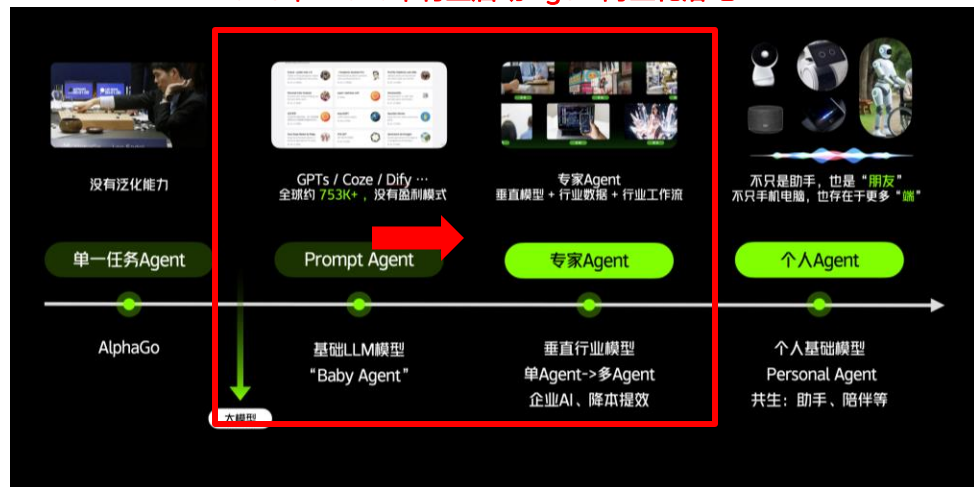 没有泛化能力
GPTs / Coze / Dify ···
全球约 753K+ ，没有盈利模式
专家Agent
垂直模型 + 行业数据 + 行业工作流
不只是助手，也是“朋友”
不只手机电脑，也存在于更多“端”
单一任务Agent
Prompt Agent
专家Agent
个人Agent
AlphaGo
基础LLM模型
“Baby Agent”
垂直行业模型
单Agent->多Agent
企业AI、降本提效
个人基础模型
Personal Agent
共生：助手、陪伴等
大模型